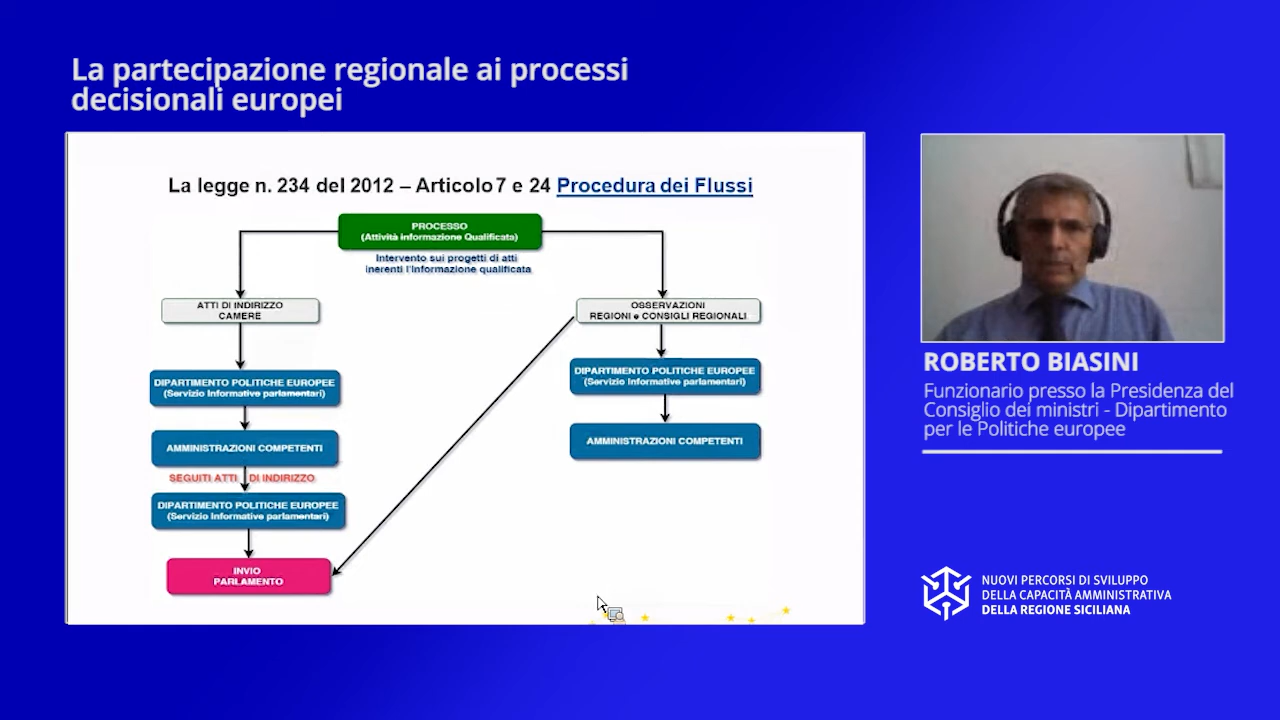 La partecipazione regionale ai processi
decisionali europei
La legge n. 234 del 2012 – Articolo 7 e 24 Procedura dei Flussi
PROCESSO
(Attività informazione Qualificata)
Intervento sui progetti di atti
inerenti l'informazione qualificata
ATTI DI INDIRIZZO
CAMERE
DIPARTIMENTO POLITICHE EUROPEE
(Servizio Informative parlamentari)
AMMINISTRAZIONI COMPETENTI
SEGUITI ATTI DI INDIRIZZO
DIPARTIMENTO POLITICHE EUROPEE
(Servizio Informative parlamentari)
INVIO
PARLAMENTO
OSSERVAZIONI
REGIONI e CONSIGLI REGIONALI
DIPARTIMENTO POLITICHE EUROPEE
(Servizio Informative parlamentari)
AMMINISTRAZIONI COMPETENTI
ROBERTO BIASINI
Funzionario presso la Presidenza del
Consiglio dei ministri - Dipartimento
per le Politiche europee
NUOVI PERCORSI DI SVILUPPO
DELLA CAPACITÀ AMMINISTRATIVA
DELLA REGIONE SICILIANA